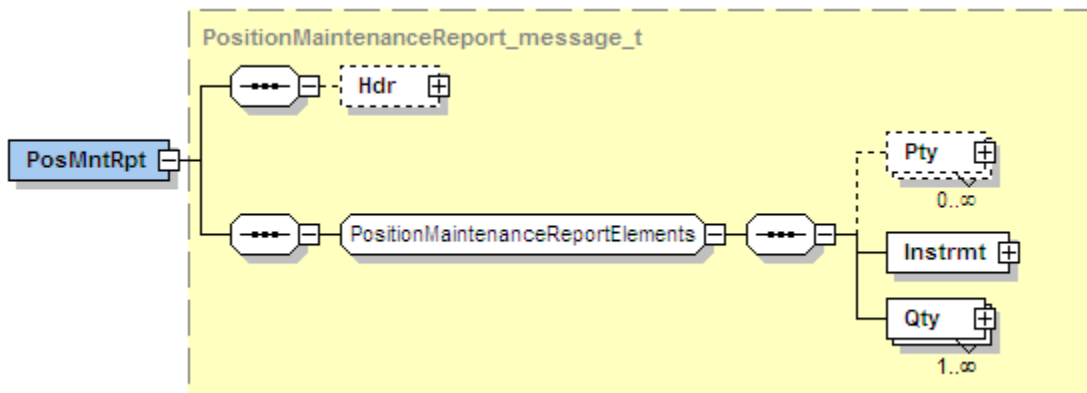 PositionMaintenanceReport_message_t
Hdr
PosMntRpt
Pty
0..∞
PositionMaintenanceReportElements
Instrmt
Qty
1..∞